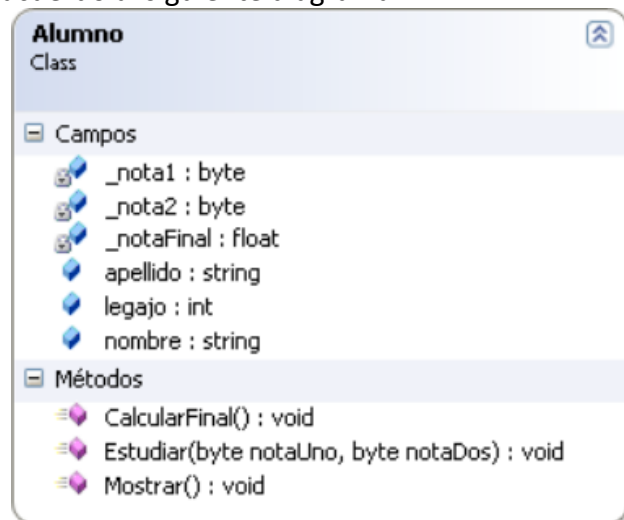 Alumno
Class
Campos
_nota1 : byte
_nota2 : byte
_notaFinal : float
apellido : string
legajo : int
nombre : string
Métodos
CalcularFinal() : void
Estudiar(byte notaUno, byte notaDos) : void
Mostrar() : void